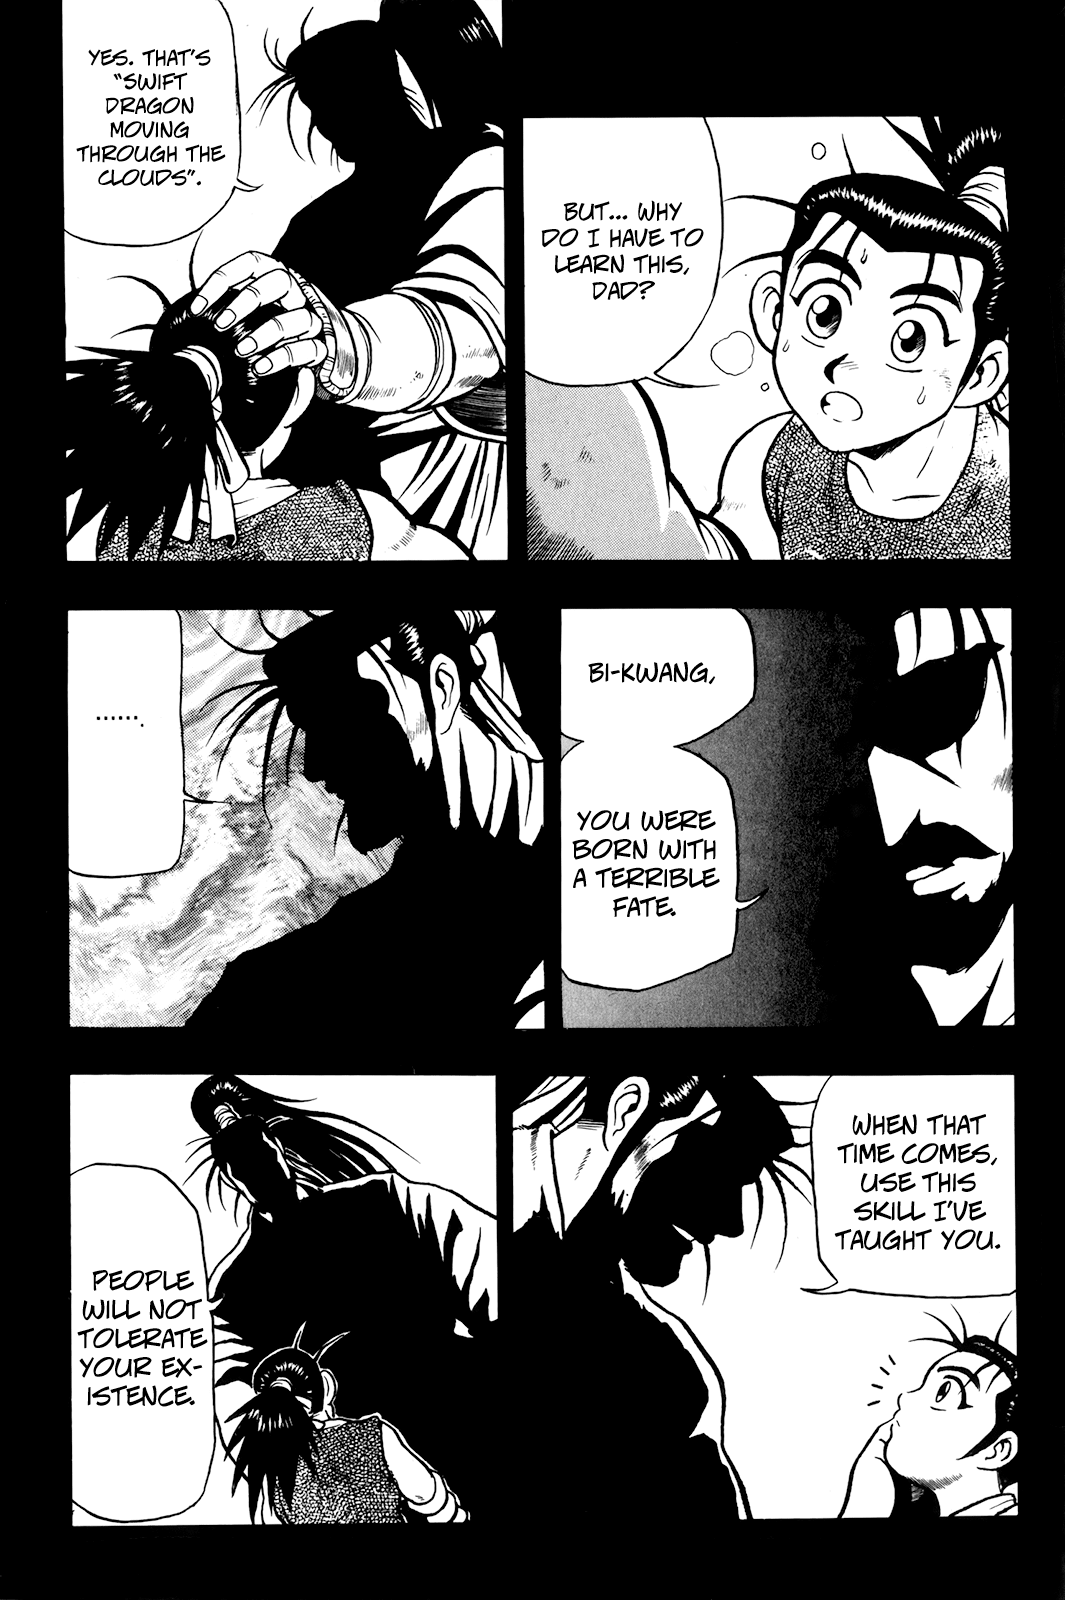 YES. THAT'S
"SWIFT
DRAGON
MOVING
THROUGH THE
CLOUDS".
BUT... WHY
DO I HAVE TO
LEARN THIS,
DAD?
.......
BI-KWANG,
YOU WERE
BORN WITH
A TERRIBLE
FATE.
PEOPLE
WILL NOT
TOLERATE
YOUR EX-
ISTENCE.
WHEN THAT
TIME COMES,
USE THIS
SKILL I'VE
TAUGHT YOU.